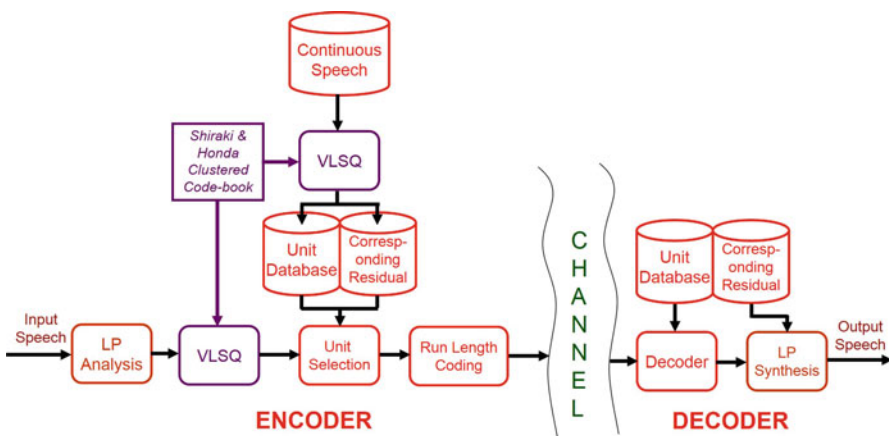 Continuous
Speech
Shiraki &
Honda
Clustered
Code-book
VLSQ
Unit
Database
Corresp-
onding
Residual
Input
Speech
LP
Analysis
VLSQ
Unit
Selection
Run Length
Coding
ENCODER
C
H
A
N
N
E
L
Unit
Database
Corresp-
onding
Residual
Decoder
LP
Synthesis
Output
Speech
DECODER